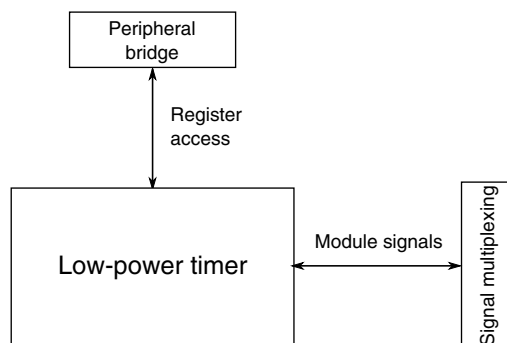 Peripheral
bridge
Register
access
Low-power timer
Module signals
Signal multiplexing